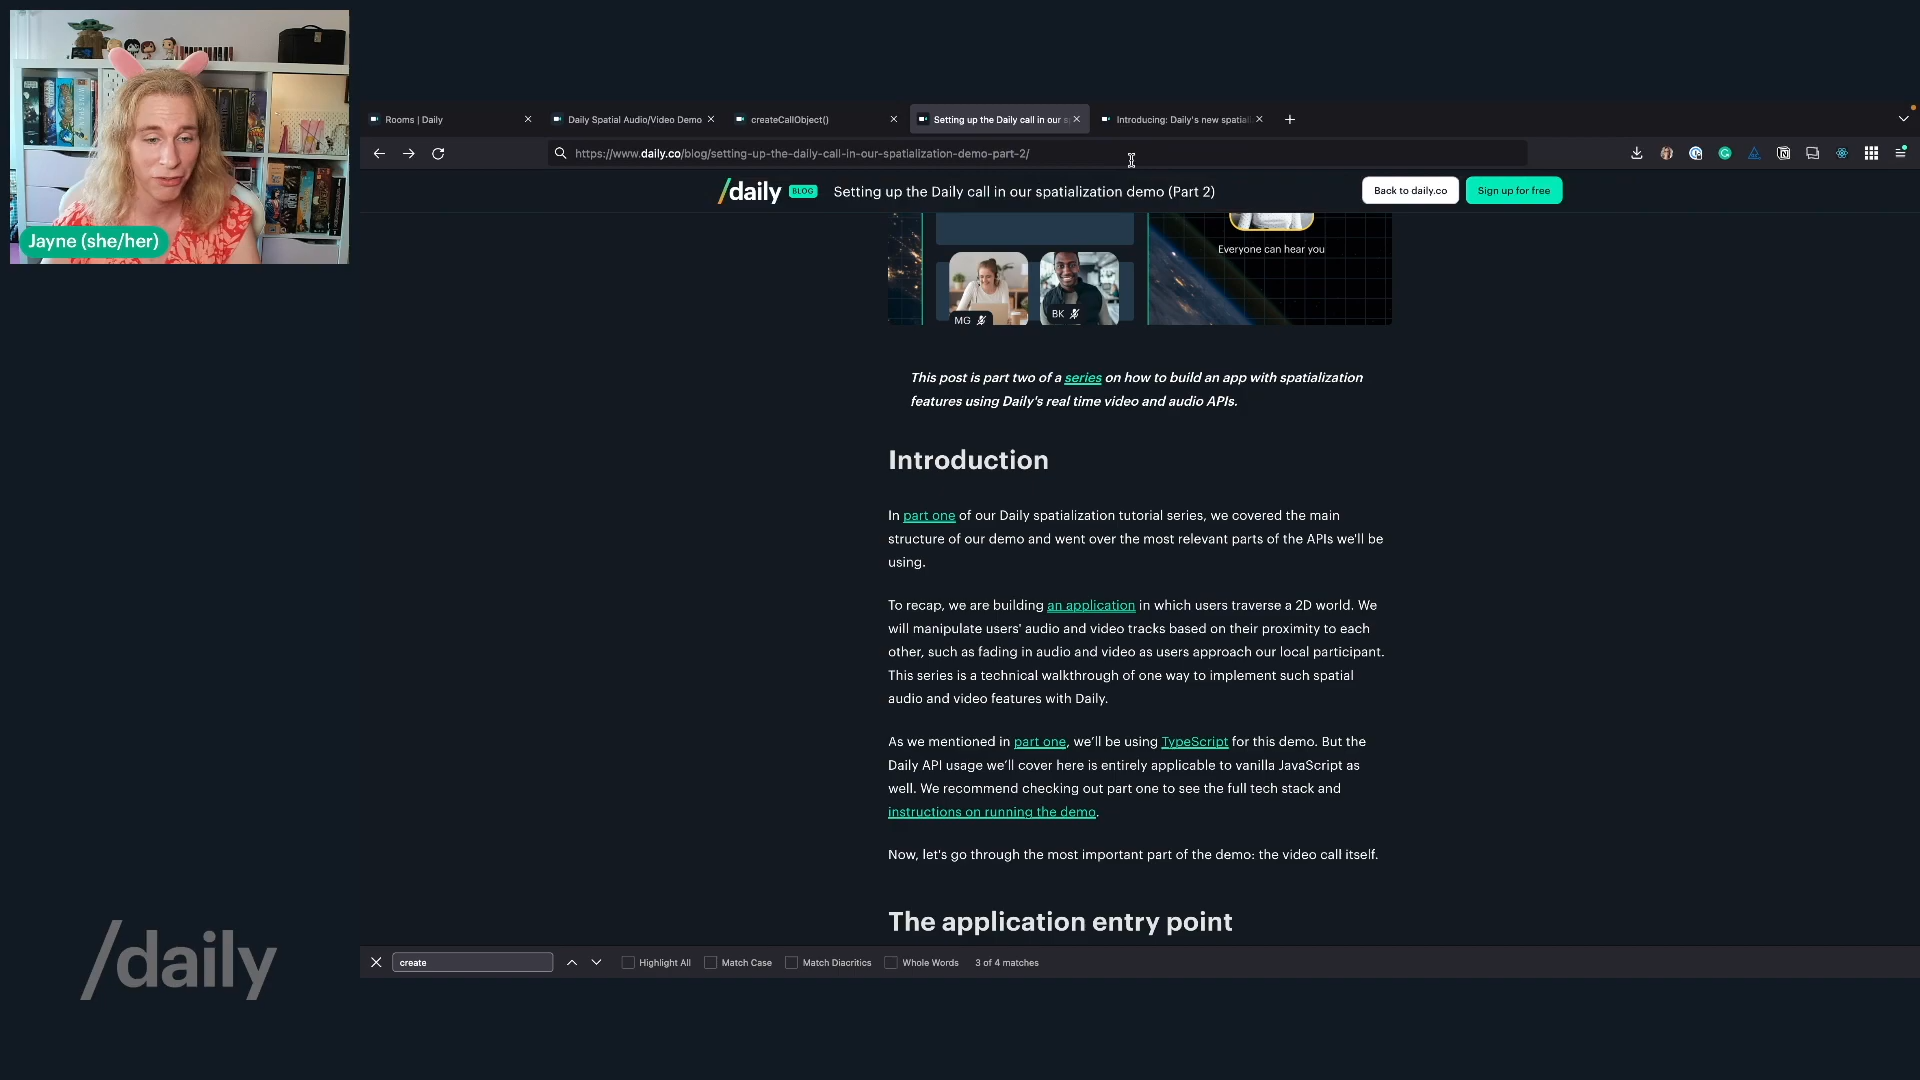 Jayne (she/her)
Rooms | Daily
Daily Spatial Audio/Video Demo
createCallObject()
Setting up the Daily call in our s
Introducing: Daily's new spatial
https://www.daily.co/blog/setting-up-the-daily-call-in-our-spatialization-demo-part-2/
/daily BLOG Setting up the Daily call in our spatialization demo (Part 2)
Back to daily.co
Sign up for free
Everyone can hear you
MG
BK
This post is part two of a series on how to build an app with spatialization
features using Daily's real time video and audio APIs.
Introduction
In part one of our Daily spatialization tutorial series, we covered the main
structure of our demo and went over the most relevant parts of the APIs we'll be
using.
To recap, we are building an application in which users traverse a 2D world. We
will manipulate users' audio and video tracks based on their proximity to each
other, such as fading in audio and video as users approach our local participant.
This series is a technical walkthrough of one way to implement such spatial
audio and video features with Daily.
As we mentioned in part one, we'll be using TypeScript for this demo. But the
Daily API usage we'll cover here is entirely applicable to vanilla JavaScript as
well. We recommend checking out part one to see the full tech stack and
instructions on running the demo.
Now, let's go through the most important part of the demo: the video call itself.
The application entry point
/daily
create
Highlight All
Match Case
Match Diacritics
Whole Words
3 of 4 matches